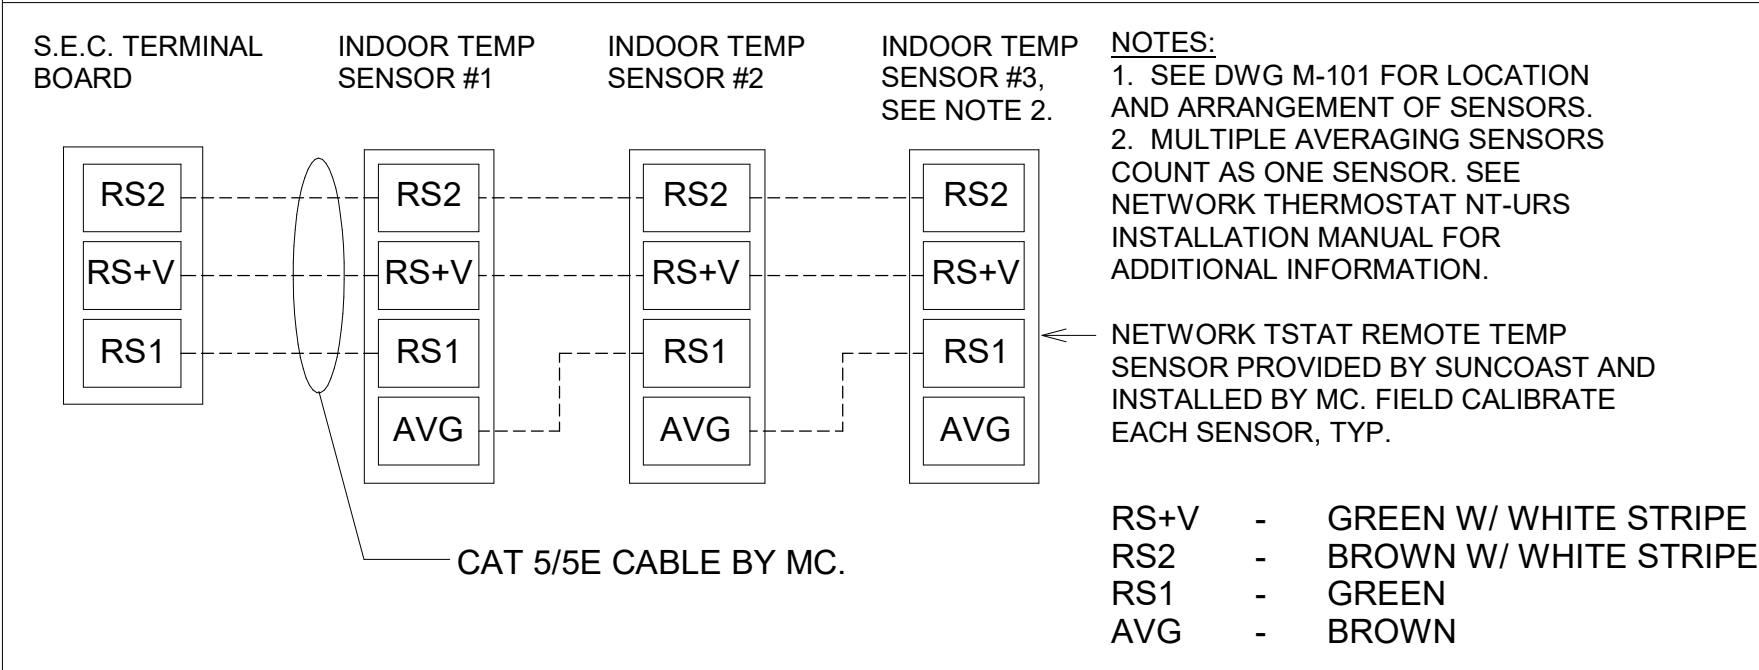 S.E.C. TERMINAL
BOARD
INDOOR TEMP
SENSOR #1
INDOOR TEMP
SENSOR #2
INDOOR TEMP
SENSOR #3,
SEE NOTE 2.
RS2
RS+V
RS1
RS2
RS+V
RS1
AVG
RS2
RS+V
RS1
AVG
RS2
RS+V
RS1
AVG
CAT 5/5E CABLE BY MC.
NOTES:
1. SEE DWG M-101 FOR LOCATION
AND ARRANGEMENT OF SENSORS.
2. MULTIPLE AVERAGING SENSORS
COUNT AS ONE SENSOR. SEE
NETWORK THERMOSTAT NT-URS
INSTALLATION MANUAL FOR
ADDITIONAL INFORMATION.
NETWORK TSTAT REMOTE TEMP
SENSOR PROVIDED BY SUNCOAST AND
INSTALLED BY MC. FIELD CALIBRATE
EACH SENSOR, TYP.
RS+V - GREEN W/ WHITE STRIPE
RS2 - BROWN W/ WHITE STRIPE
RS1 - GREEN
AVG - BROWN